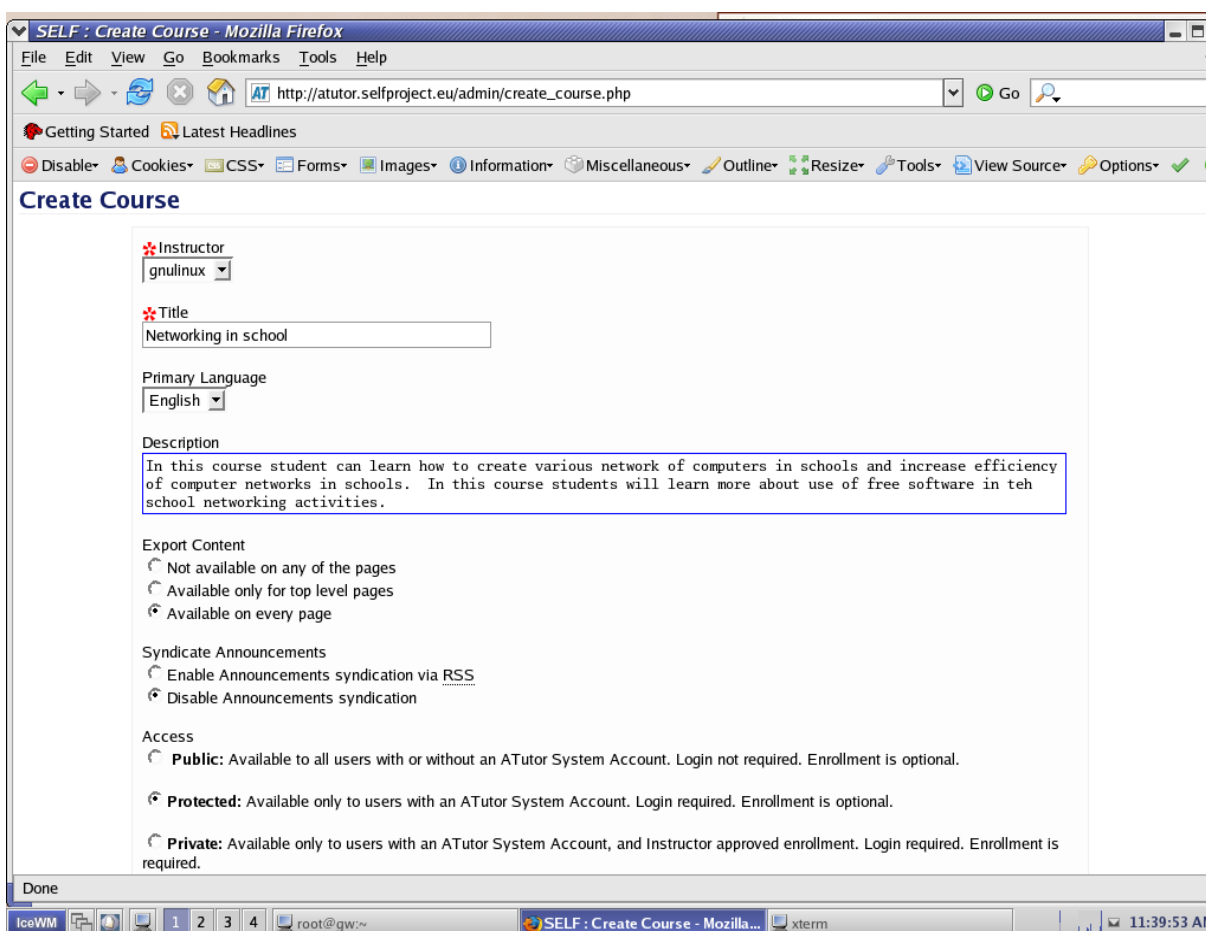 SELF : Create Course - Mozilla Firefox
File Edit View Go Bookmarks Tools Help
AT http://atutor.selfproject.eu/admin/create_course.php Go
Getting Started Latest Headlines
Disable Cookies CSS Forms Images Information Miscellaneous Outline Resize Tools View Source Options
Create Course
*Instructor
gnulinux
*Title
Networking in school
Primary Language
English
Description
In this course student can learn how to create various network of computers in schools and increase efficiency
of computer networks in schools. In this course students will learn more about use of free software in teh
school networking activities.
Export Content
Not available on any of the pages
Available only for top level pages
Available on every page
Syndicate Announcements
Enable Announcements syndication via RSS
Disable Announcements syndication
Access
Public: Available to all users with or without an ATutor System Account. Login not required. Enrollment is optional.
Protected: Available only to users with an ATutor System Account. Login required. Enrollment is optional.
Private: Available only to users with an ATutor System Account, and Instructor approved enrollment. Login required. Enrollment is
required.
Done
IceWM 1 2 3 4 root@gw:~ SELF : Create Course - Mozilla... xterm 11:39:53 AM